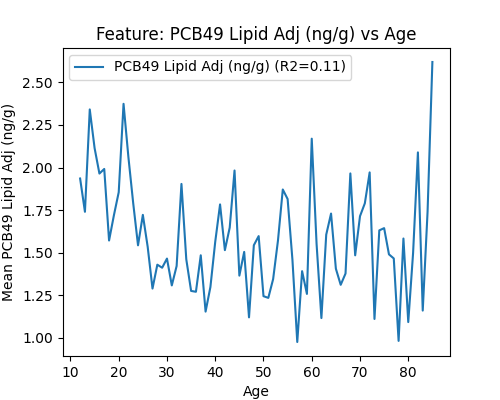 Feature: PCB49 Lipid Adj (ng/g) vs Age
PCB49 Lipid Adj (ng/g) (R2=0.11)
Mean PCB49 Lipid Adj (ng/g)
2.50
2.25
2.00
1.75
1.50
1.25
1.00
10 20 30 40 50 60 70 80
Age